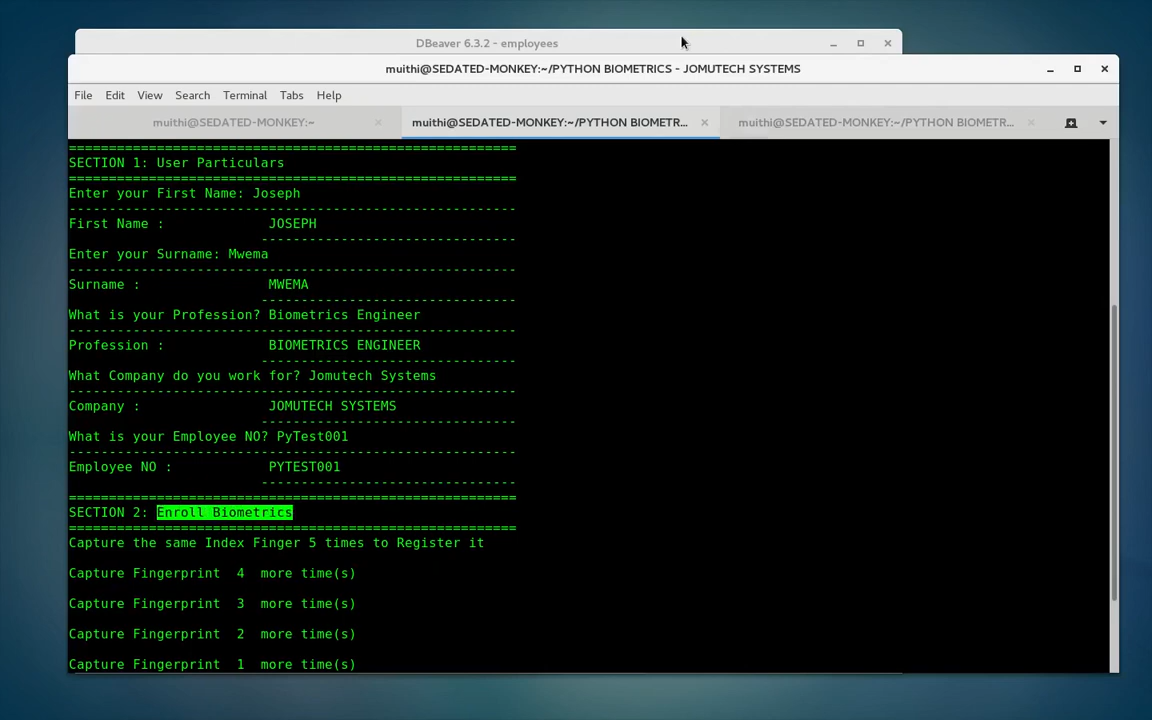 DBeaver 6.3.2 - employees
muithi@SEDATED-MONKEY:~/PYTHON BIOMETRICS - JOMUTECH SYSTEMS
File Edit View Search Terminal Tabs Help
muithi@SEDATED-MONKEY:~ muithi@SEDATED-MONKEY:~/PYTHON BIOMETR... muithi@SEDATED-MONKEY:~/PYTHON BIOMETR...
========================================================
SECTION 1: User Particulars
========================================================
Enter your First Name: Joseph
--------------------------------------------------------
First Name : JOSEPH
--------------------------------
Enter your Surname: Mwema
--------------------------------------------------------
Surname : MWEMA
--------------------------------
What is your Profession? Biometrics Engineer
--------------------------------------------------------
Profession : BIOMETRICS ENGINEER
--------------------------------
What Company do you work for? Jomutech Systems
--------------------------------------------------------
Company : JOMUTECH SYSTEMS
--------------------------------
What is your Employee NO? PyTest001
--------------------------------------------------------
Employee NO : PYTEST001
--------------------------------
========================================================
SECTION 2: Enroll Biometrics
========================================================
Capture the same Index Finger 5 times to Register it
Capture Fingerprint 4 more time(s)
Capture Fingerprint 3 more time(s)
Capture Fingerprint 2 more time(s)
Capture Fingerprint 1 more time(s)